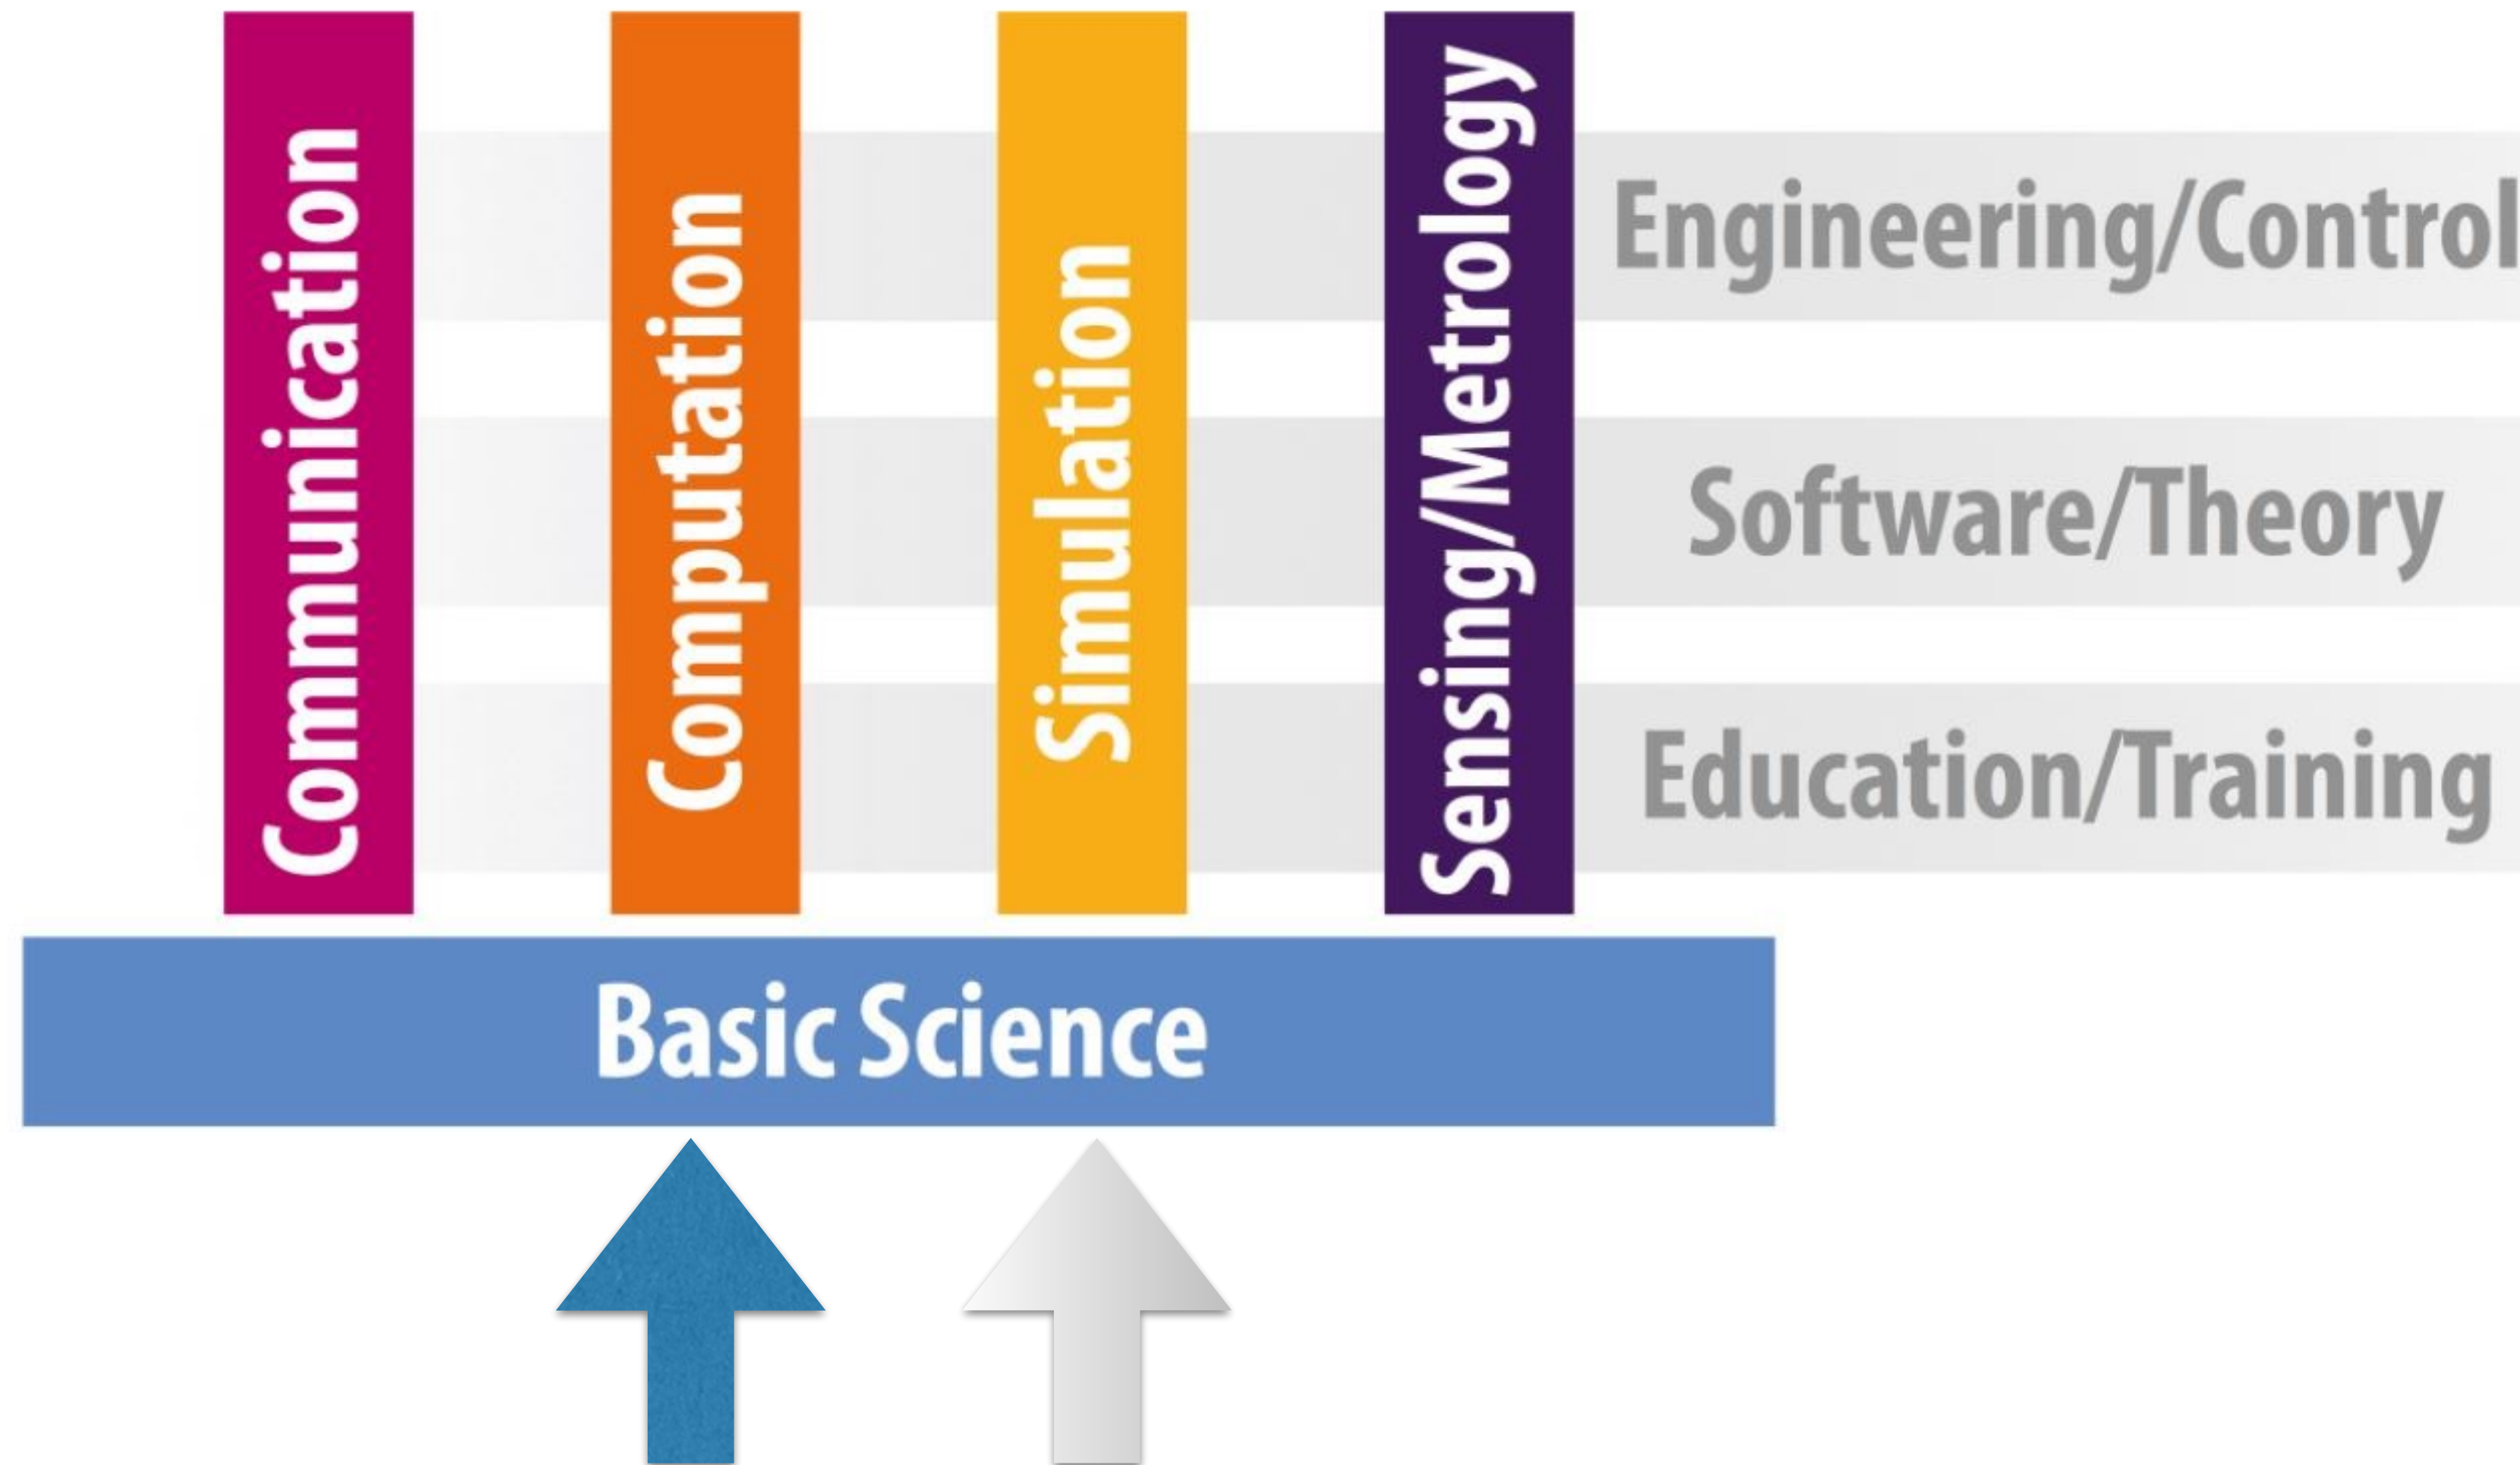 Communication
Computation
Simulation
Sensing/Metrology
Engineering/Control
Software/Theory
Education/Training
Basic Science